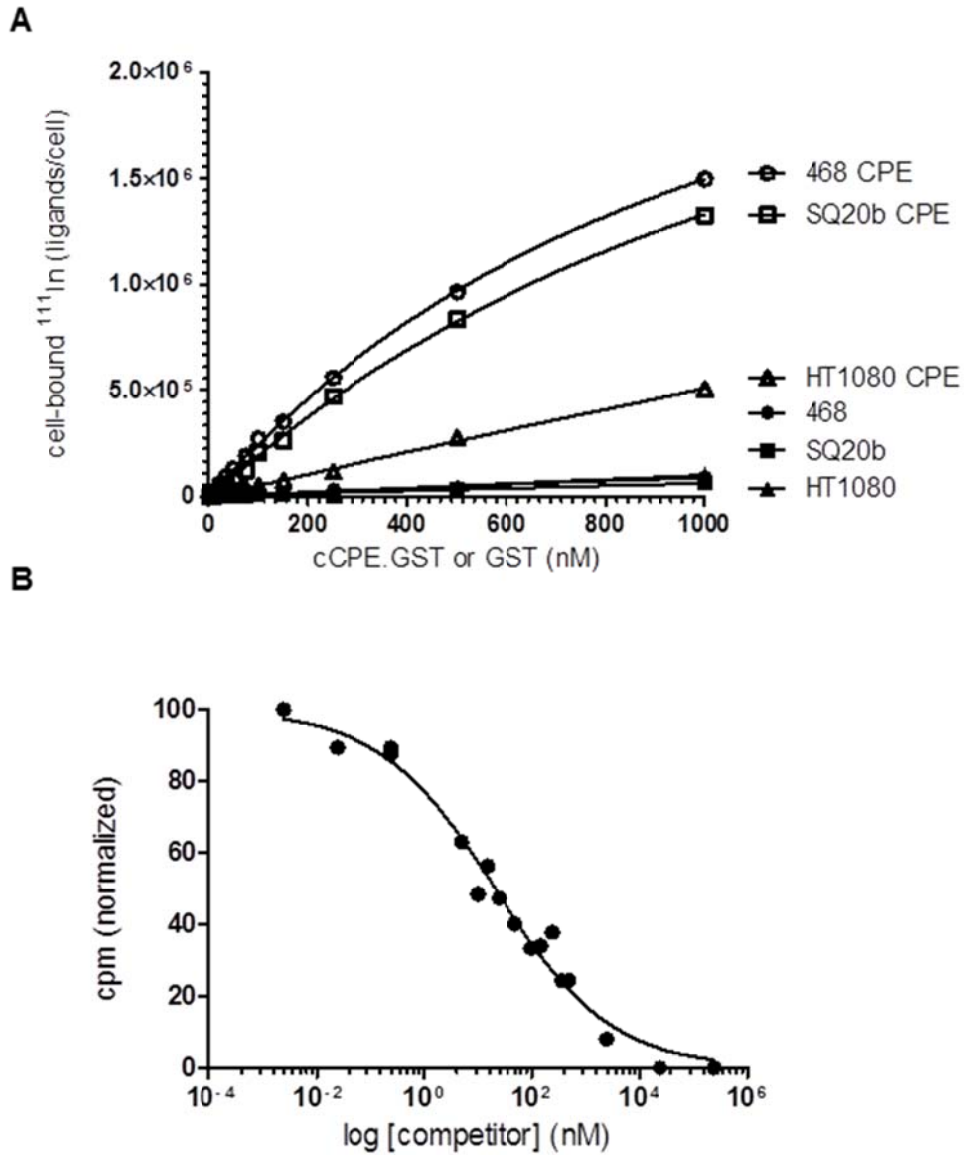 A
2.0×10⁶
1.5×10⁶
1.0×10⁶
5.0×10⁵
0
cell-bound ¹¹¹In (ligands/cell)
0 200 400 600 800 1000
cCPE.GST or GST (nM)
468 CPE
SQ20b CPE
HT1080 CPE
468
SQ20b
HT1080
B
100
80
60
40
20
0
cpm (normalized)
10⁻⁴ 10⁻² 10⁰ 10² 10⁴ 10⁶
log [competitor] (nM)